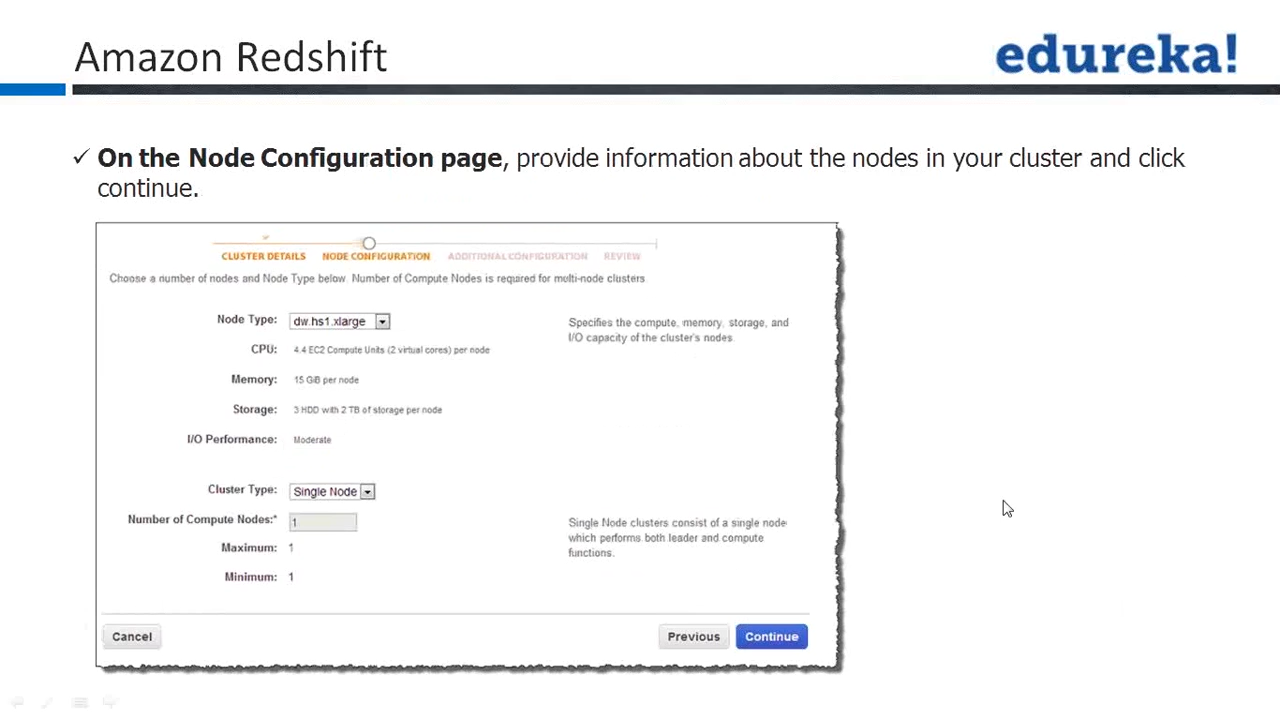 Amazon Redshift
edureka!
✓ On the Node Configuration page, provide information about the nodes in your cluster and click
continue.
CLUSTER DETAILS NODE CONFIGURATION ADDITIONAL CONFIGURATION REVIEW
Choose a number of nodes and Node Type below. Number of Compute Nodes is required for multi-node clusters
Node Type: dw.hs1.xlarge
Specifies the compute, memory, storage, and
I/O capacity of the cluster's nodes
CPU: 4.4 EC2 Compute Units (2 virtual cores) per node
Memory: 15 GiB per node
Storage: 3 HDD with 2 TB of storage per node
I/O Performance: Moderate
Cluster Type: Single Node
Number of Compute Nodes:* 1
Single Node clusters consist of a single node
which performs both leader and compute
functions.
Maximum: 1
Minimum: 1
Cancel Previous Continue